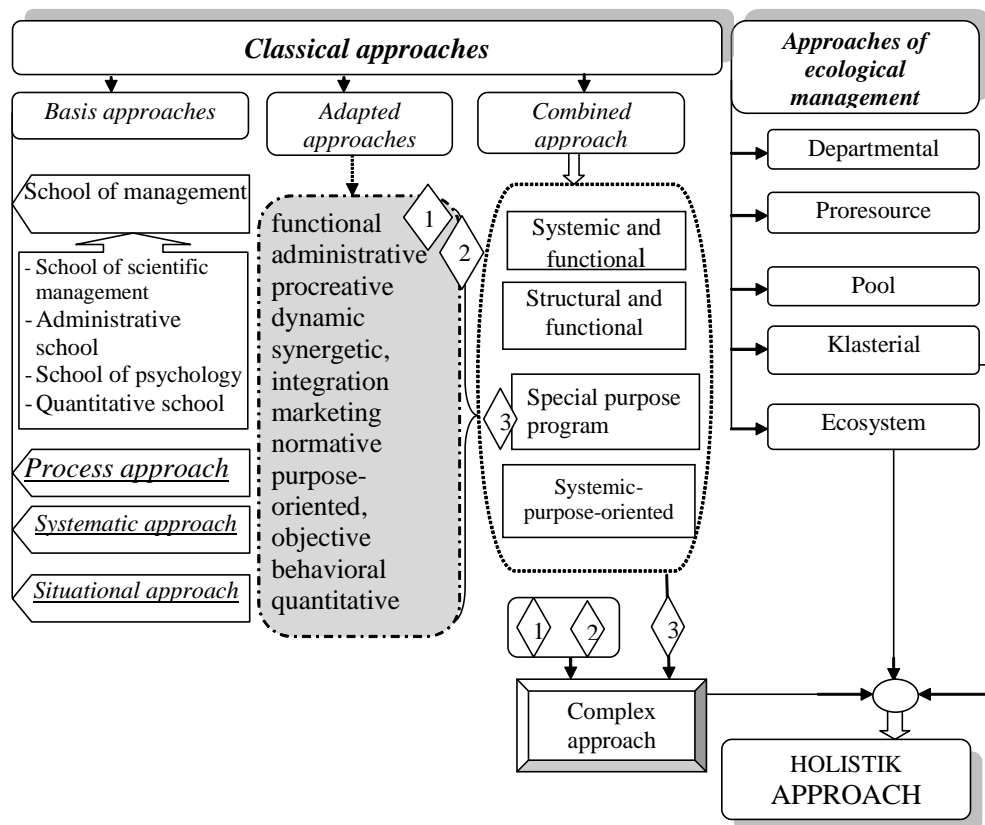 Classical approaches
Approaches of
ecological
management
Basis approaches
Adapted
approaches
Combined
approach
School of management
- School of scientific
management
- Administrative
school
- School of psychology
- Quantitative school
Process approach
Systematic approach
Situational approach
1
2
functional
administrative
procreative
dynamic
synergetic,
integration
marketing
normative
purpose-
oriented,
objective
behavioral
quantitative
Systemic and
functional
Structural and
functional
3
Special purpose
program
Systemic-
purpose-oriented
1
2
3
Complex
approach
Departmental
Proresource
Pool
Klasterial
Ecosystem
HOLISTIK
APPROACH